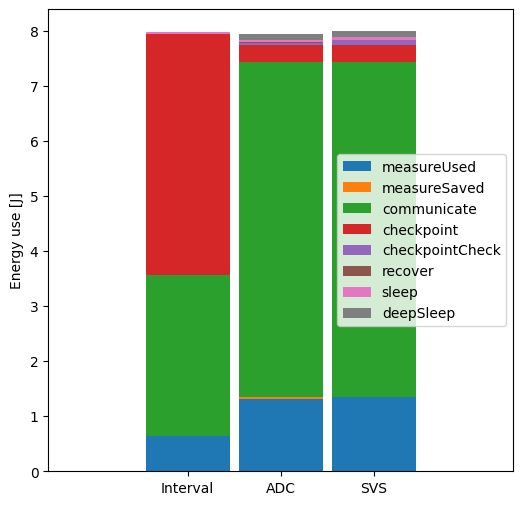 8
7
6
5
4
3
2
1
0
Energy use [J]
measureUsed
measureSaved
communicate
checkpoint
checkpointCheck
recover
sleep
deepSleep
Interval ADC SVS